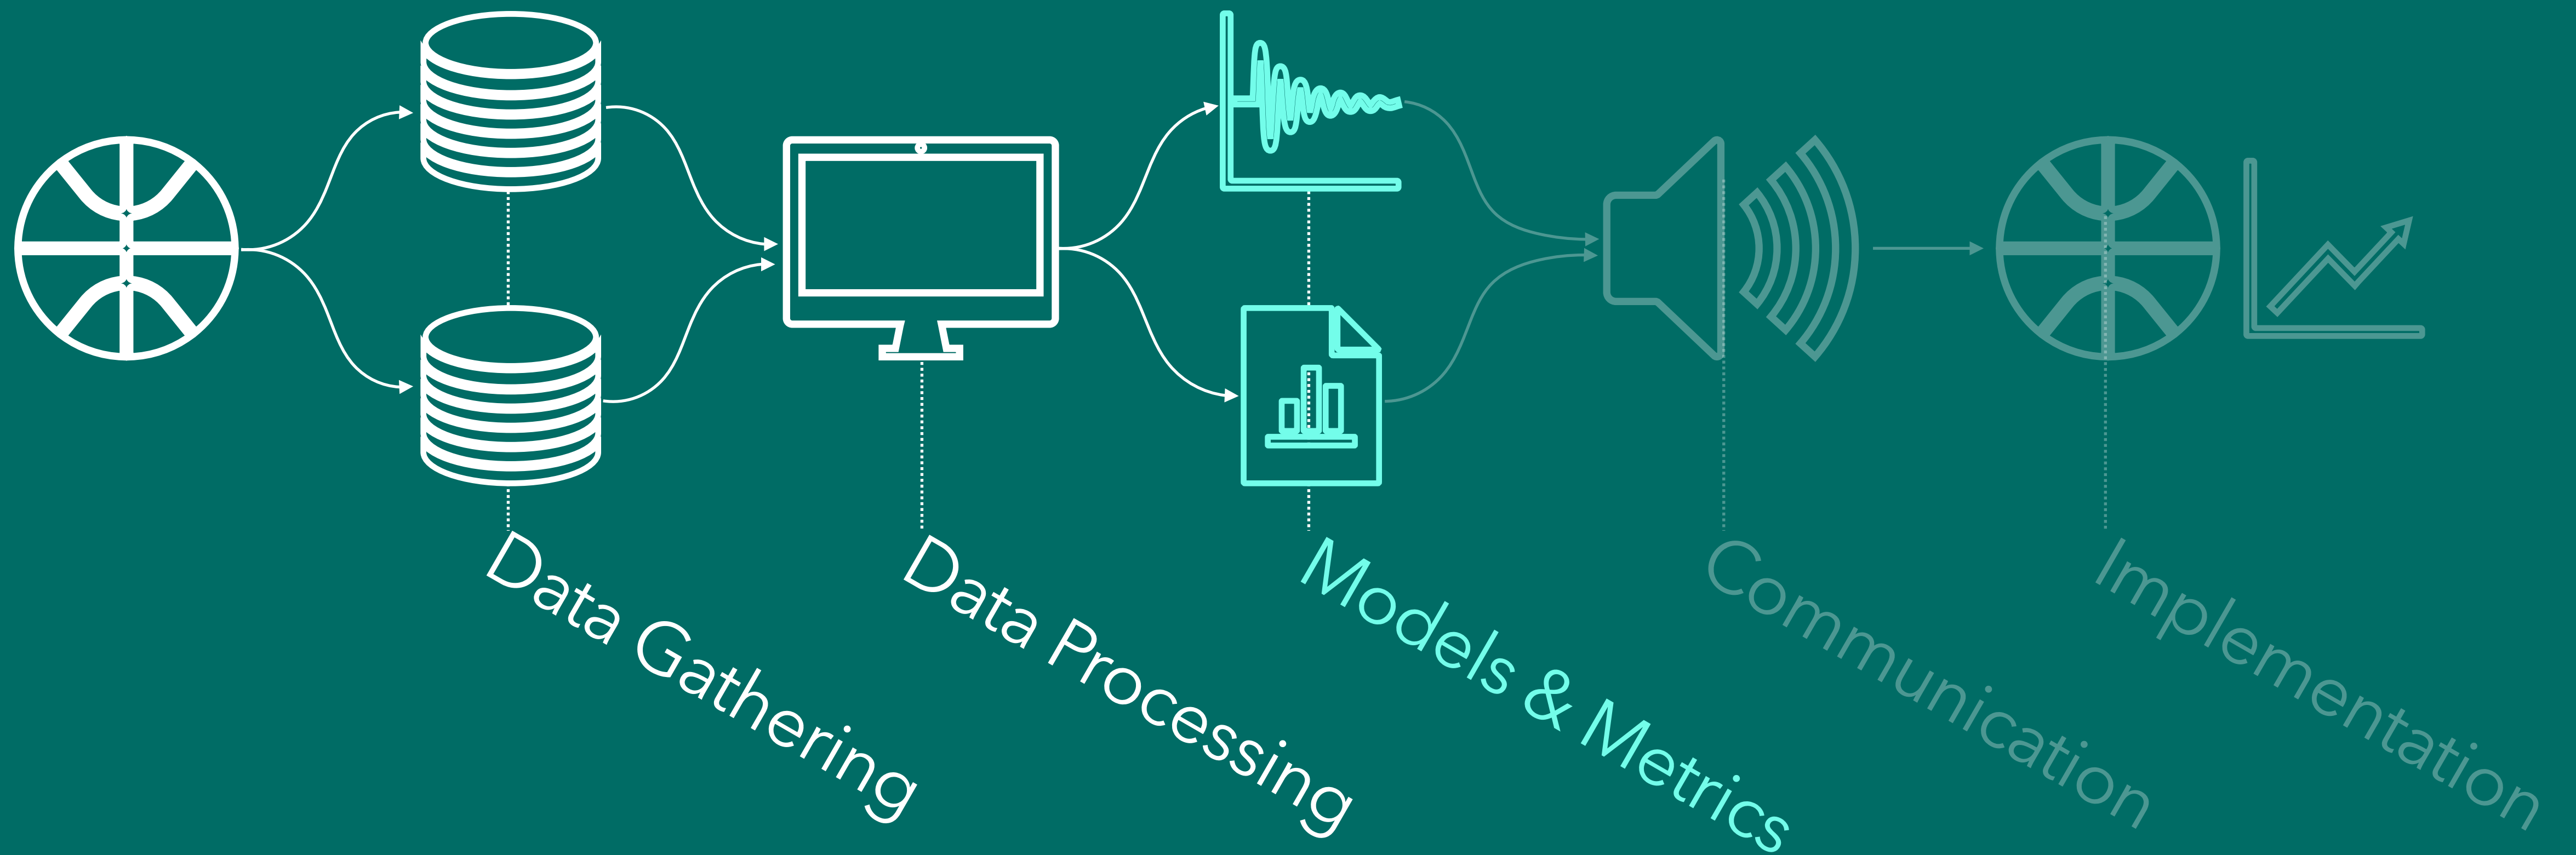 Data Gathering
Data Processing
Models & Metrics
Communication
Implementation